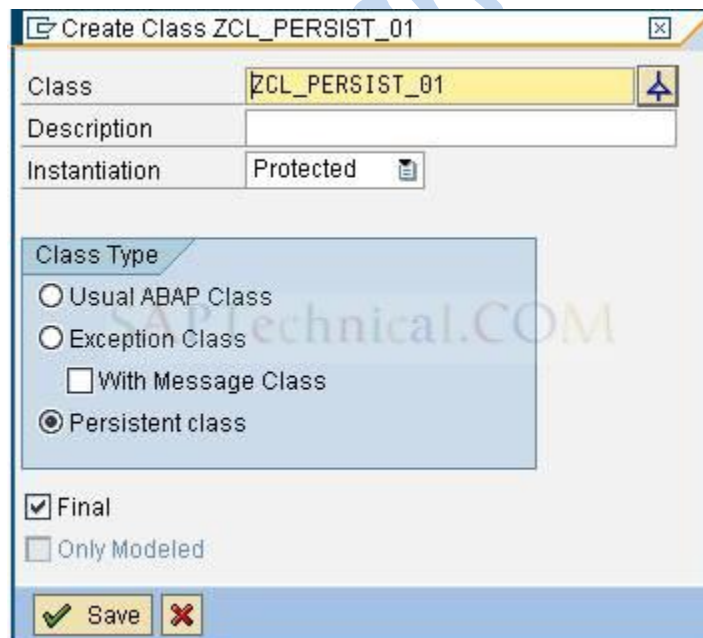 Create Class ZCL_PERSIST_01
Class ZCL_PERSIST_01
Description
Instantiation Protected
Class Type
Usual ABAP Class
SAPTechnical.COM
Exception Class
With Message Class
Persistent class
Final
Only Modeled
Save